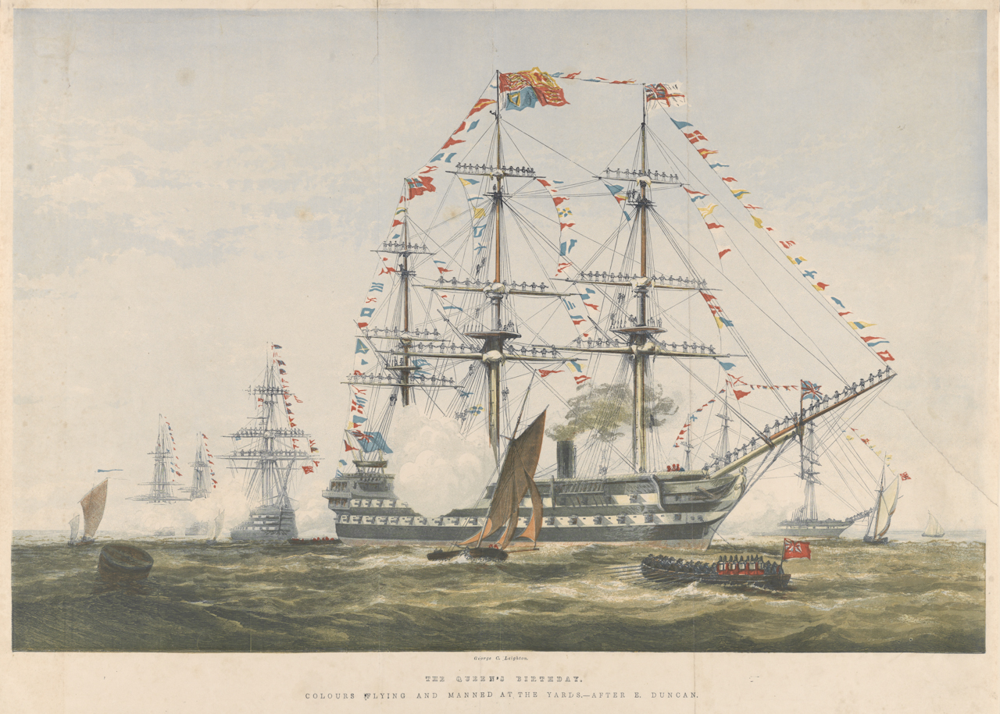 George C. Leighton.
THE QUEEN'S BIRTHDAY.
COLOURS FLYING AND MANNED AT THE YARDS.—AFTER E. DUNCAN.